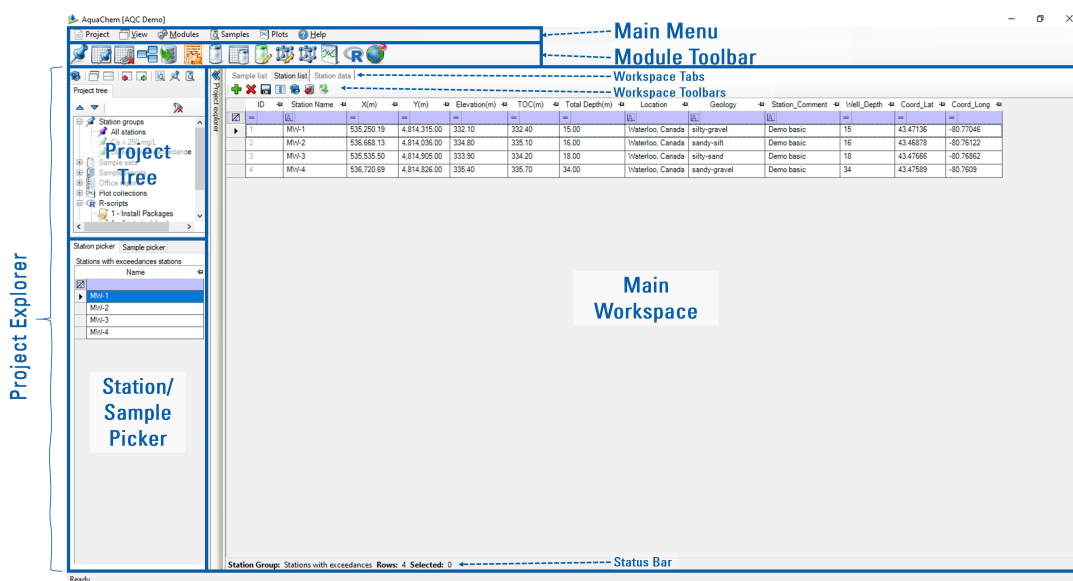 AquaChem [AQC Demo]
Project View Modules Samples Plots Help
Main Menu
Module Toolbar
Sample list Station list Station data
Workspace Tabs
Workspace Toolbars
Project tree
Project explorer
ID Station Name X(m) Y(m) Elevation(m) TOC(m) Total Depth(m) Location Geology Station_Comment Well_Depth Coord_Lat Coord_Long
1 MW-1 535,250.19 4,814,315.00 332.10 332.40 15.00 Waterloo, Canada silty-gravel Demo basic 15 43.47136 -80.77046
2 MW-2 536,668.13 4,814,036.00 334.80 335.10 16.00 Waterloo, Canada sandy-silt Demo basic 16 43.46878 -80.76122
3 MW-3 535,535.50 4,814,905.00 333.90 334.20 18.00 Waterloo, Canada silty-sand Demo basic 18 43.47666 -80.76862
4 MW-4 536,720.69 4,814,826.00 335.40 335.70 34.00 Waterloo, Canada sandy-gravel Demo basic 34 43.47589 -80.7609
Station groups
All stations
Project
Tree
Sample sets
Plot collections
R-scripts
1 - Install Packages
Station picker Sample picker
Stations with exceedances stations
Name
MW-1
MW-2
MW-3
MW-4
Project Explorer
Station/
Sample
Picker
Main
Workspace
Station Group: Stations with exceedances Rows: 4 Selected: 0
Status Bar
Ready